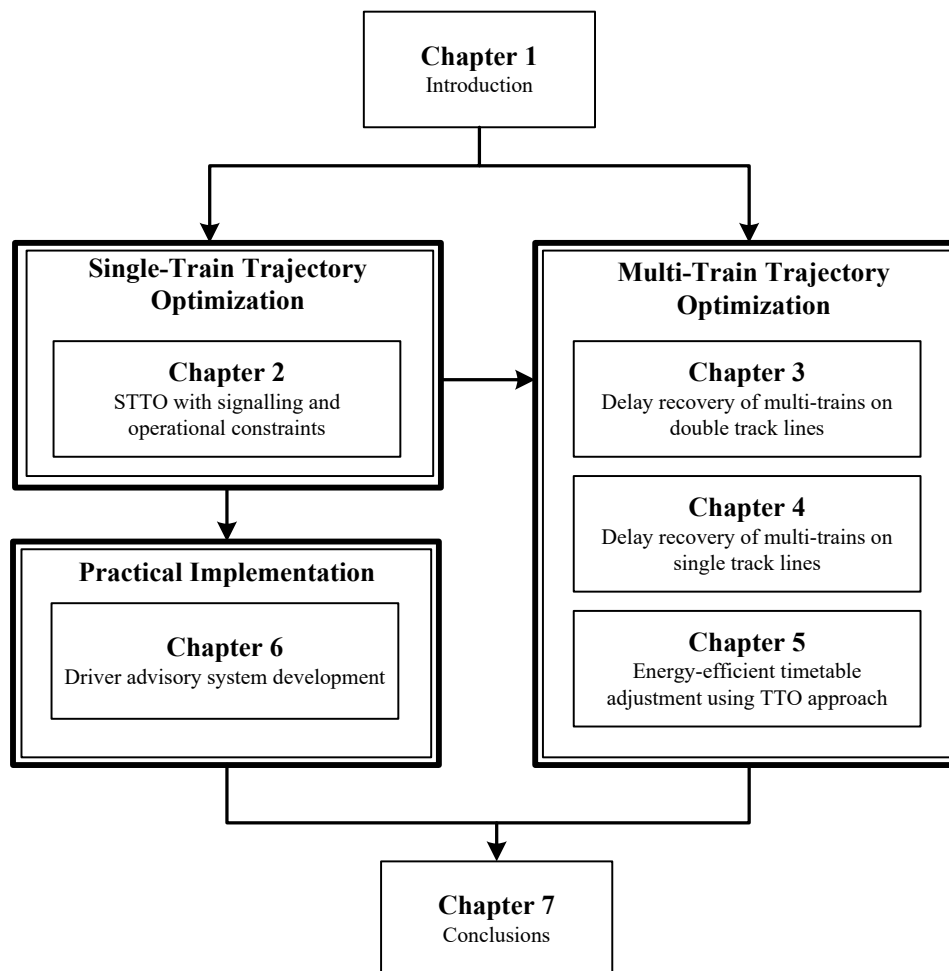 Chapter 1
Introduction
Single-Train Trajectory
Optimization
Chapter 2
STTO with signalling and
operational constraints
Multi-Train Trajectory
Optimization
Chapter 3
Delay recovery of multi-trains on
double track lines
Chapter 4
Delay recovery of multi-trains on
single track lines
Chapter 5
Energy-efficient timetable
adjustment using TTO approach
Practical Implementation
Chapter 6
Driver advisory system development
Chapter 7
Conclusions